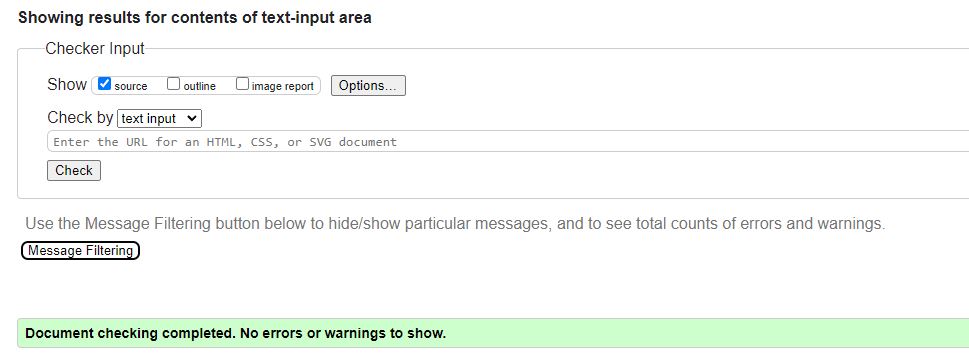 Showing results for contents of text-input area
Checker Input
Show source outline image report Options...
Check by text input
Enter the URL for an HTML, CSS, or SVG document
Check
Use the Message Filtering button below to hide/show particular messages, and to see total counts of errors and warnings.
Message Filtering
Document checking completed. No errors or warnings to show.